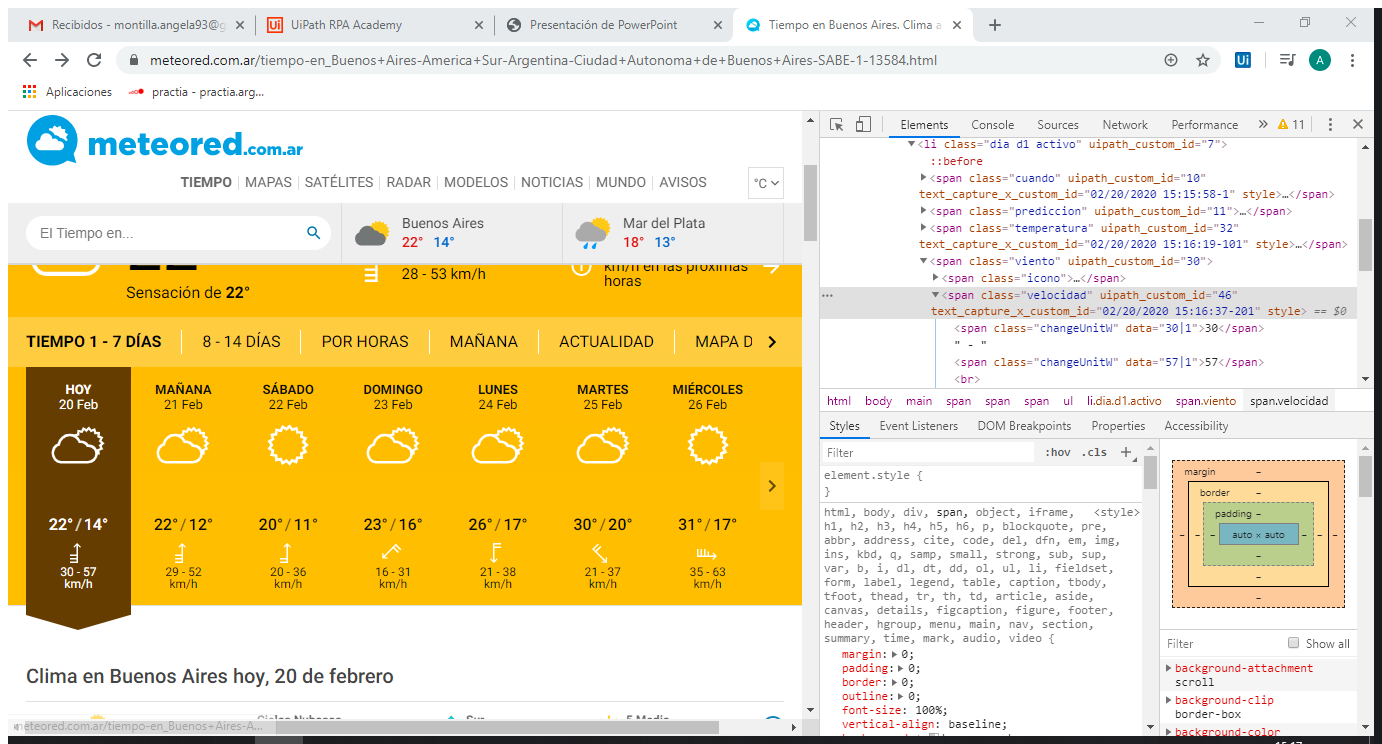 Recibidos - montilla.angela93@g
UiPath RPA Academy
Presentación de PowerPoint
Tiempo en Buenos Aires. Clima a
meteored.com.ar/tiempo-en_Buenos+Aires-America+Sur-Argentina-Ciudad+Autonoma+de+Buenos+Aires-SABE-1-13584.html
Ui
A
Aplicaciones
practia - practia.arg...
meteored.com.ar
TIEMPO
MAPAS
SATÉLITES
RADAR
MODELOS
NOTICIAS
MUNDO
AVISOS
°C
El Tiempo en...
Buenos Aires
22° 14°
Mar del Plata
18° 13°
28 - 53 km/h
km/h en las próximas
horas
Sensación de 22°
TIEMPO 1 - 7 DÍAS
8 - 14 DÍAS
POR HORAS
MAÑANA
ACTUALIDAD
MAPA D
HOY
20 Feb
22° / 14°
30 - 57
km/h
MAÑANA
21 Feb
22° / 12°
29 - 52
km/h
SÁBADO
22 Feb
20° / 11°
20 - 36
km/h
DOMINGO
23 Feb
23° / 16°
16 - 31
km/h
LUNES
24 Feb
26° / 17°
21 - 38
km/h
MARTES
25 Feb
30° / 20°
21 - 37
km/h
MIÉRCOLES
26 Feb
31° / 17°
35 - 63
km/h
Clima en Buenos Aires hoy, 20 de febrero
meteored.com.ar/tiempo-en_Buenos+Aires-A...
Elements
Console
Sources
Network
Performance
»
11
<li class="dia d1 activo" uipath_custom_id="7">
::before
<span class="cuando" uipath_custom_id="10"
text_capture_x_custom_id="02/20/2020 15:15:58-1" style>…</span>
<span class="prediccion" uipath_custom_id="11">…</span>
<span class="temperatura" uipath_custom_id="32"
text_capture_x_custom_id="02/20/2020 15:16:19-101" style>…</span>
<span class="viento" uipath_custom_id="30">
<span class="icono">…</span>
<span class="velocidad" uipath_custom_id="46"
text_capture_x_custom_id="02/20/2020 15:16:37-201" style> == $0
<span class="changeUnitW" data="30|1">30</span>
" - "
<span class="changeUnitW" data="57|1">57</span>
<br>
html body main span span span ul li.dia.d1.activo span.viento span.velocidad
Styles
Event Listeners
DOM Breakpoints
Properties
Accessibility
Filter
:hov .cls +
element.style {
}
html, body, div, span, object, iframe, <style>
h1, h2, h3, h4, h5, h6, p, blockquote, pre,
abbr, address, cite, code, del, dfn, em, img,
ins, kbd, q, samp, small, strong, sub, sup,
var, b, i, dl, dt, dd, ol, ul, li, fieldset,
form, label, legend, table, caption, tbody,
tfoot, thead, tr, th, td, article, aside,
canvas, details, figcaption, figure, footer,
header, hgroup, menu, main, nav, section,
summary, time, mark, audio, video {
margin: 0;
padding: 0;
border: 0;
outline: 0;
font-size: 100%;
vertical-align: baseline;
margin
border
padding
auto × auto
Filter
Show all
background-attachment
scroll
background-clip
border-box
background-color